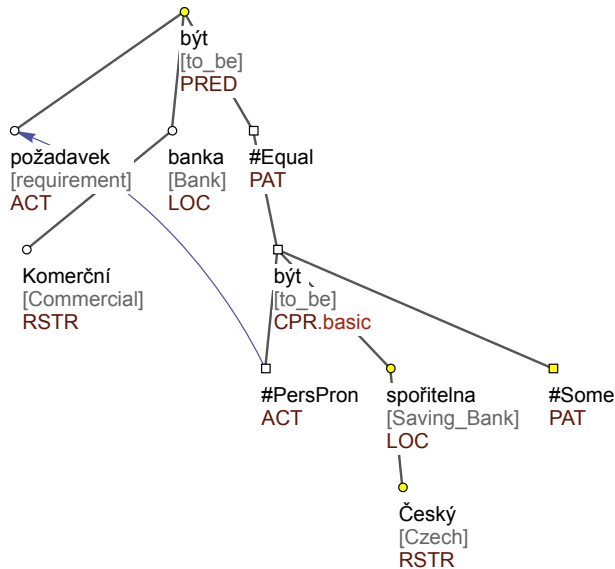 být
[to_be]
PRED
požadavek
[requirement]
ACT
banka
[Bank]
LOC
#Equal
PAT
Komerční
[Commercial]
RSTR
být
[to_be]
CPR.basic
#PersPron
ACT
spořitelna
[Saving_Bank]
LOC
#Some
PAT
Český
[Czech]
RSTR